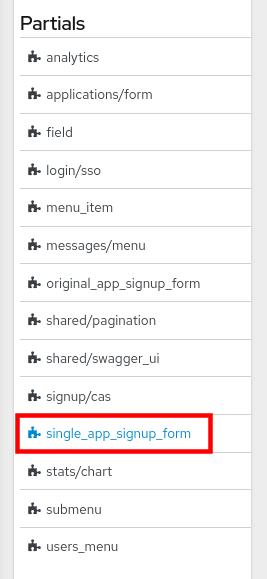 Partials
analytics
applications/form
field
login/sso
menu_item
messages/menu
original_app_signup_form
shared/pagination
shared/swagger_ui
signup/cas
single_app_signup_form
stats/chart
submenu
users_menu